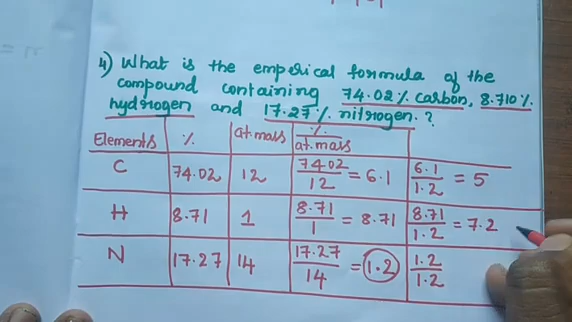 4) What is the emperical formula of the
compound containing 74.02% carbon, 8.710%
hydrogen and 17.27% nitrogen.?
Elements % at.mass %/at.mass
C 74.02 12 74.02/12 = 6.1 6.1/1.2 = 5
H 8.71 1 8.71/1 = 8.71 8.71/1.2 = 7.2
N 17.27 14 17.27/14 = 1.2 1.2/1.2